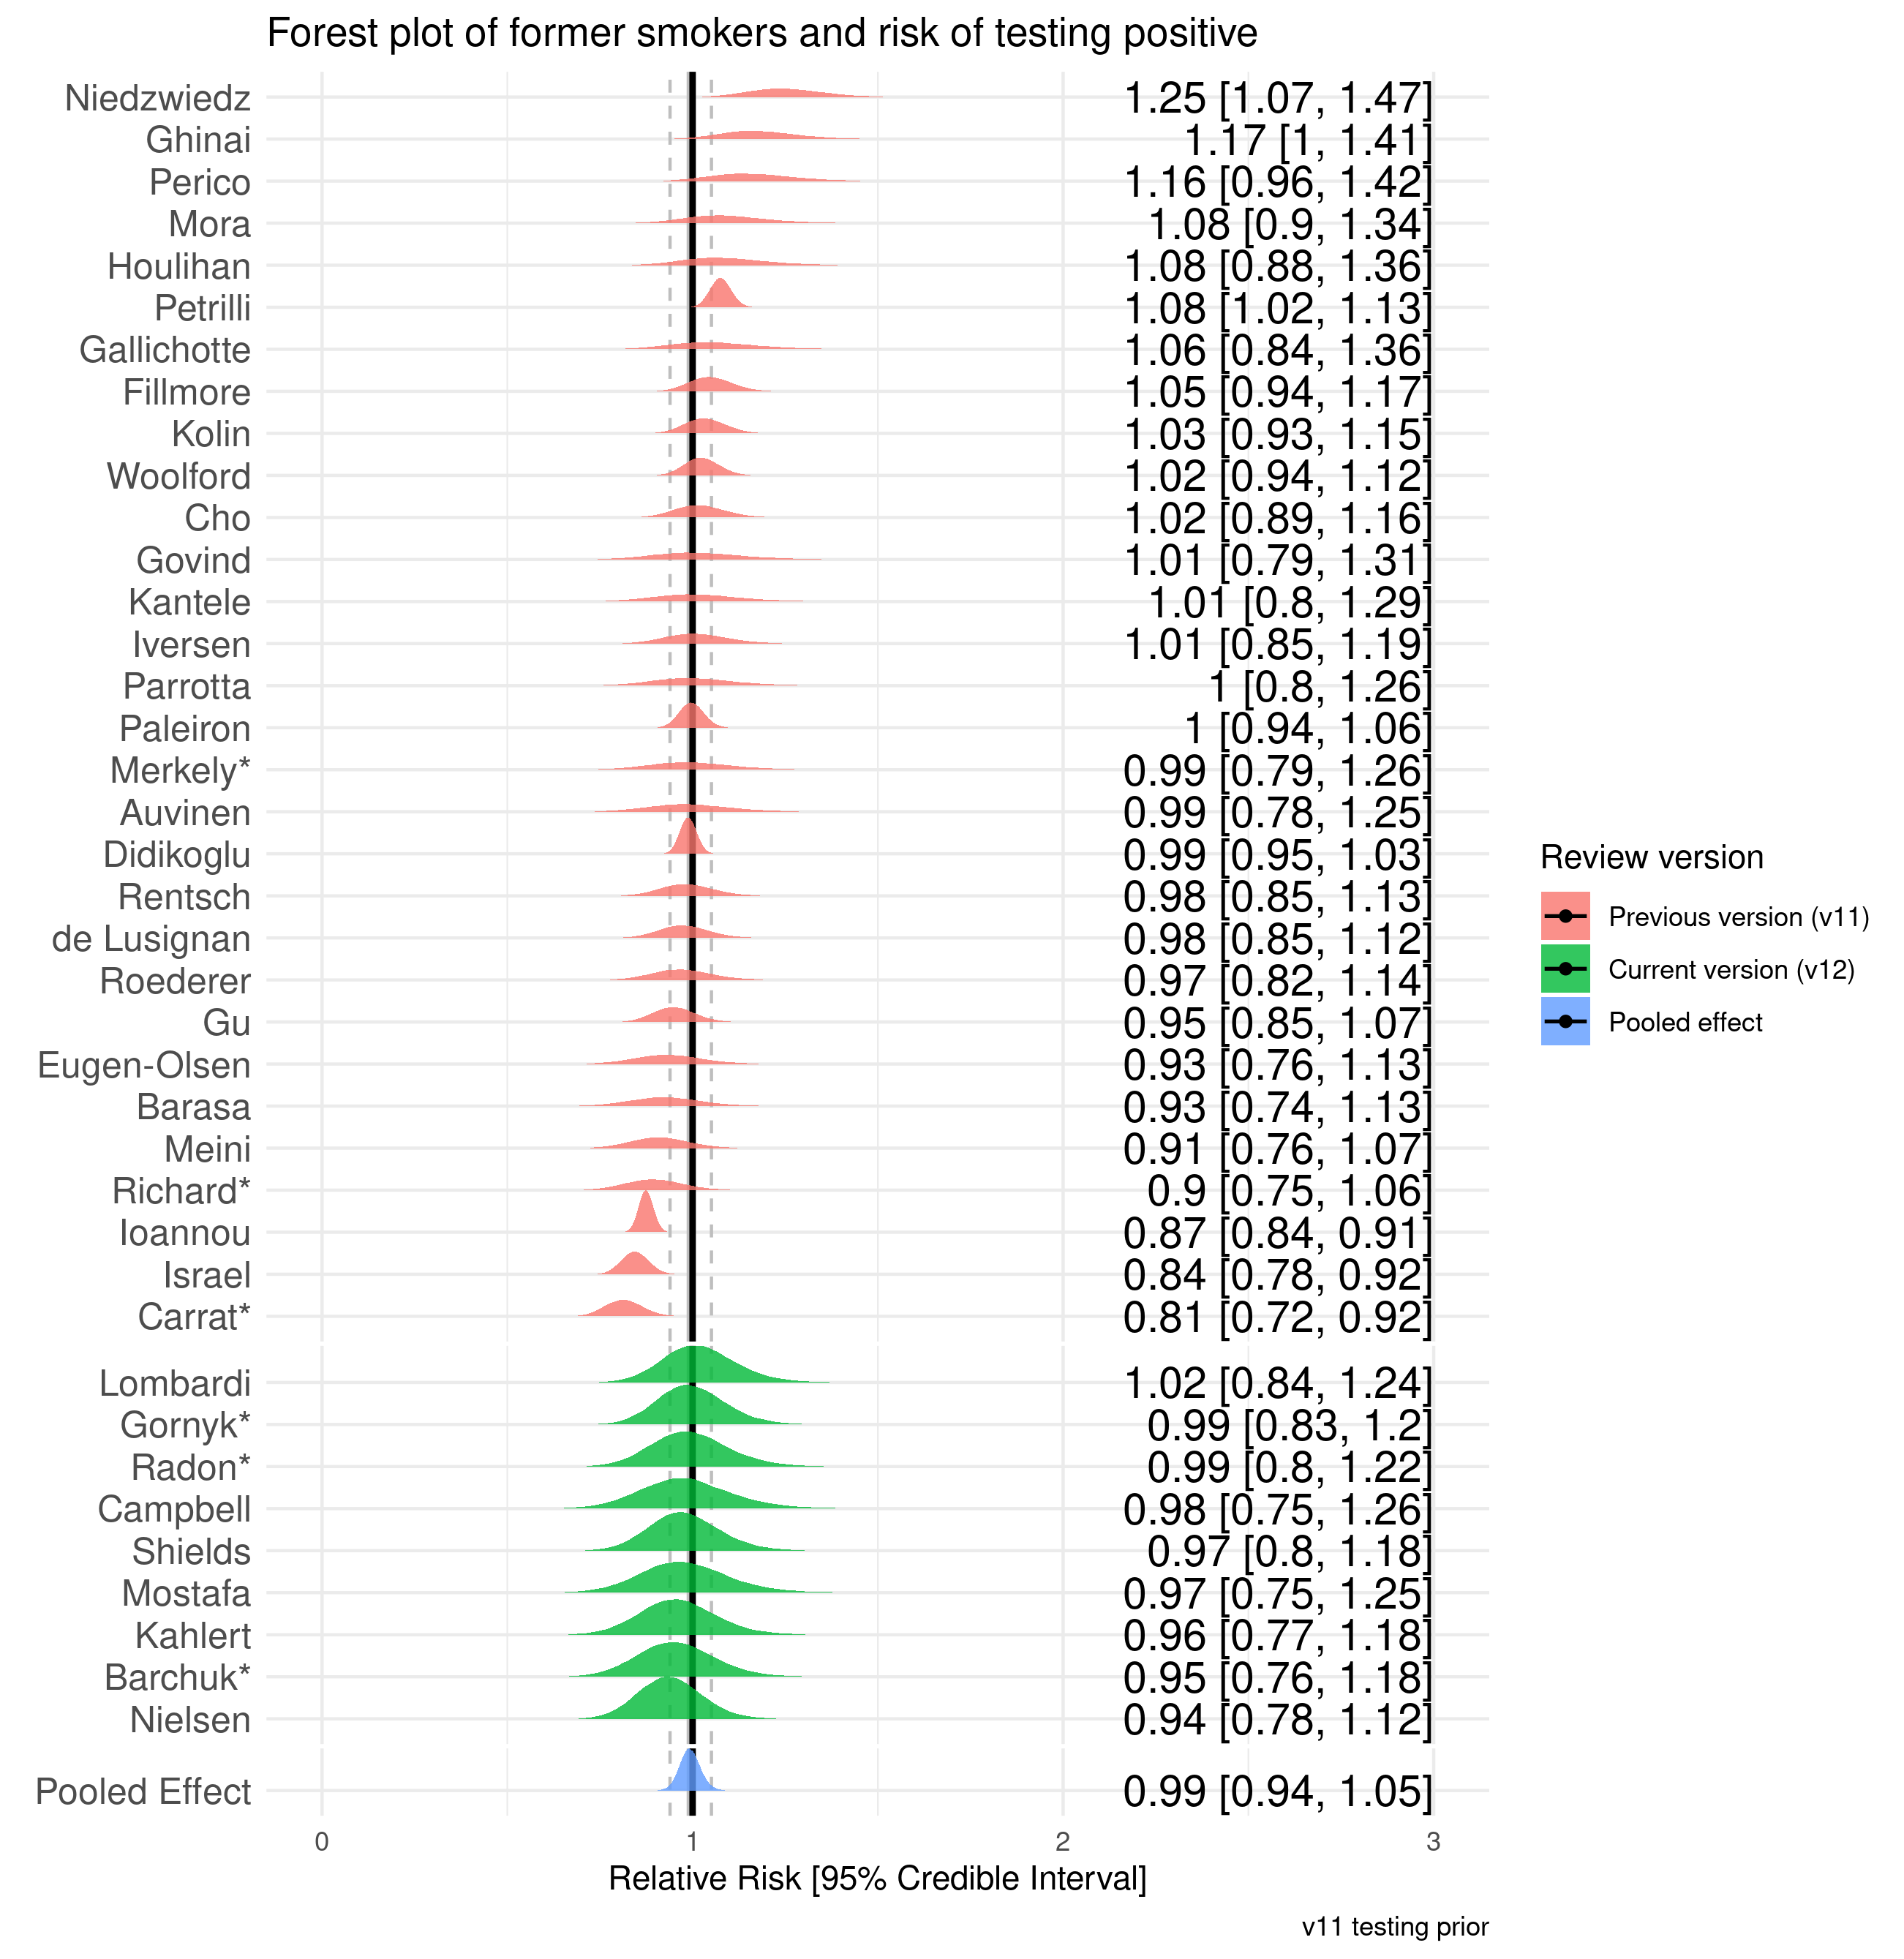 Forest plot of former smokers and risk of testing positive
Niedzwiedz 1.25 [1.07, 1.47]
Ghinai 1.17 [1, 1.41]
Perico 1.16 [0.96, 1.42]
Mora 1.08 [0.9, 1.34]
Houlihan 1.08 [0.88, 1.36]
Petrilli 1.08 [1.02, 1.13]
Gallichotte 1.06 [0.84, 1.36]
Fillmore 1.05 [0.94, 1.17]
Kolin 1.03 [0.93, 1.15]
Woolford 1.02 [0.94, 1.12]
Cho 1.02 [0.89, 1.16]
Govind 1.01 [0.79, 1.31]
Kantele 1.01 [0.8, 1.29]
Iversen 1.01 [0.85, 1.19]
Parrotta 1 [0.8, 1.26]
Paleiron 1 [0.94, 1.06]
Merkely* 0.99 [0.79, 1.26]
Auvinen 0.99 [0.78, 1.25]
Didikoglu 0.99 [0.95, 1.03]
Rentsch 0.98 [0.85, 1.13]
de Lusignan 0.98 [0.85, 1.12]
Roederer 0.97 [0.82, 1.14]
Gu 0.95 [0.85, 1.07]
Eugen-Olsen 0.93 [0.76, 1.13]
Barasa 0.93 [0.74, 1.13]
Meini 0.91 [0.76, 1.07]
Richard* 0.9 [0.75, 1.06]
Ioannou 0.87 [0.84, 0.91]
Israel 0.84 [0.78, 0.92]
Carrat* 0.81 [0.72, 0.92]
Lombardi 1.02 [0.84, 1.24]
Gornyk* 0.99 [0.83, 1.2]
Radon* 0.99 [0.8, 1.22]
Campbell 0.98 [0.75, 1.26]
Shields 0.97 [0.8, 1.18]
Mostafa 0.97 [0.75, 1.25]
Kahlert 0.96 [0.77, 1.18]
Barchuk* 0.95 [0.76, 1.18]
Nielsen 0.94 [0.78, 1.12]
Pooled Effect 0.99 [0.94, 1.05]
0 1 2 3
Relative Risk [95% Credible Interval]
v11 testing prior
Review version
Previous version (v11)
Current version (v12)
Pooled effect